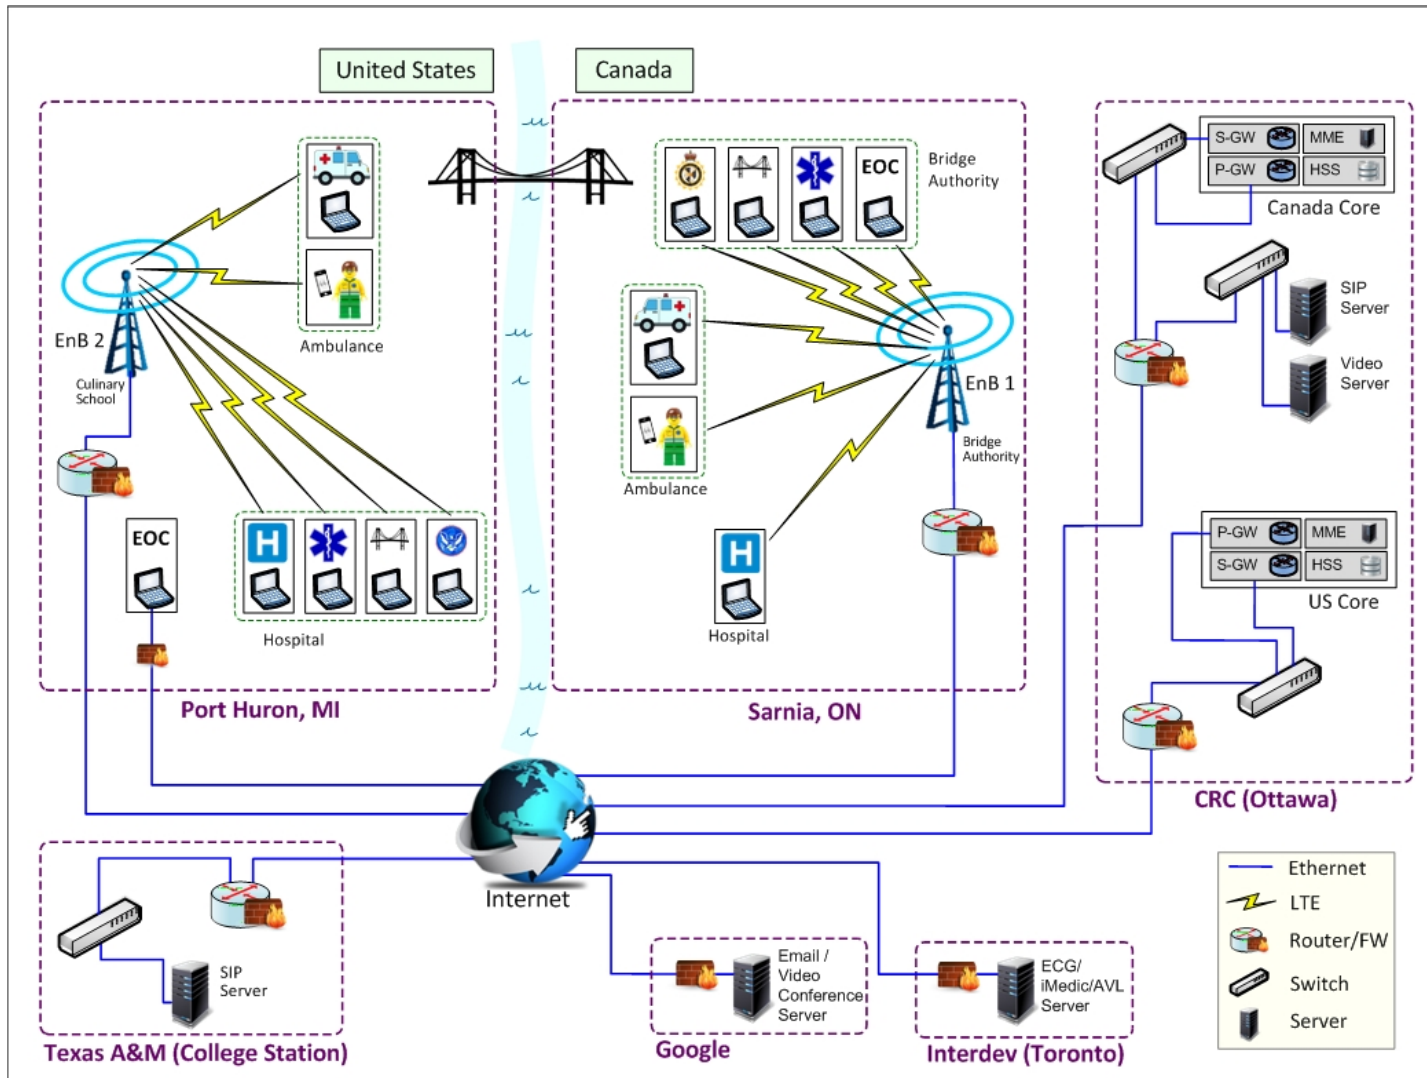 United States
Canada
EOC
Bridge
Authority
S-GW
MME
P-GW
HSS
Canada Core
SIP
Server
Video
Server
EnB 2
Culinary
School
Ambulance
EnB 1
Bridge
Authority
Ambulance
H
Hospital
EOC
H
Hospital
P-GW
MME
S-GW
HSS
US Core
Port Huron, MI
Sarnia, ON
CRC (Ottawa)
Internet
SIP
Server
Texas A&M (College Station)
Email /
Video
Conference
Server
Google
ECG/
iMedic/AVL
Server
Interdev (Toronto)
Ethernet
LTE
Router/FW
Switch
Server